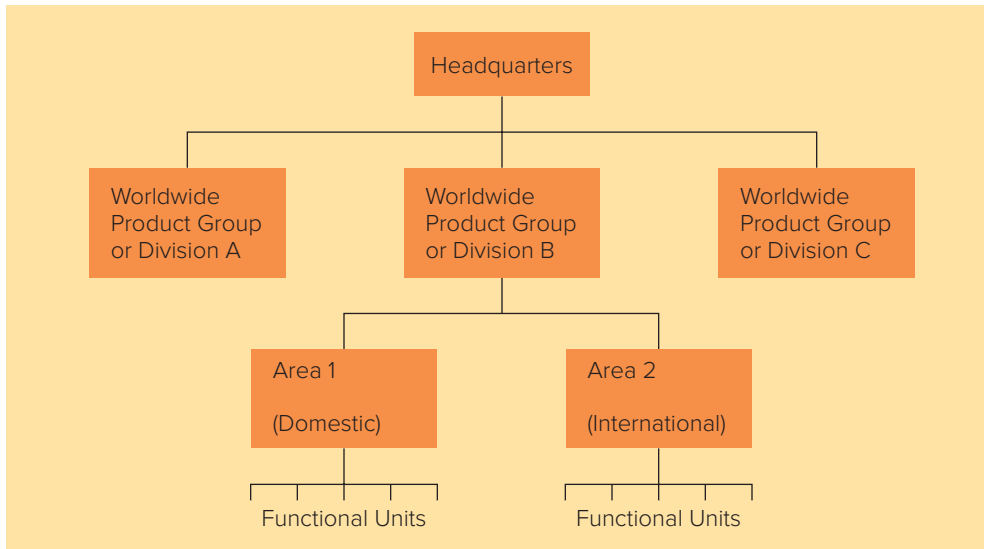 Headquarters
Worldwide
Product Group
or Division A
Worldwide
Product Group
or Division B
Worldwide
Product Group
or Division C
Area 1
(Domestic)
Area 2
(International)
Functional Units
Functional Units